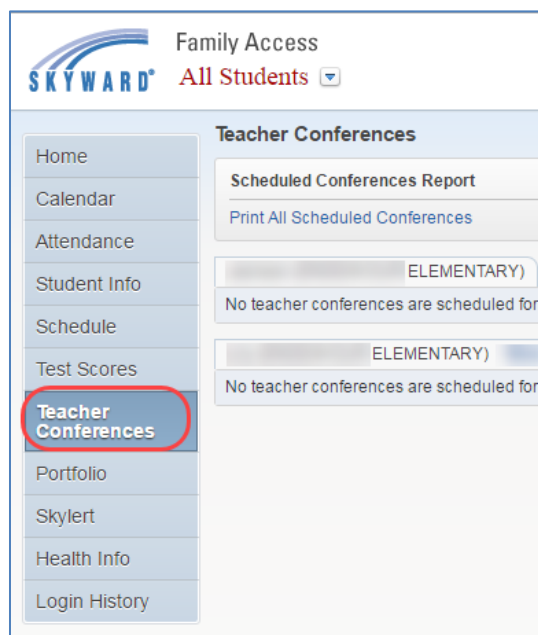 Family Access
SKYWARD®
All Students
Teacher Conferences
Home
Calendar
Attendance
Student Info
Schedule
Test Scores
Teacher
Conferences
Portfolio
Skylert
Health Info
Login History
Scheduled Conferences Report
Print All Scheduled Conferences
ELEMENTARY)
No teacher conferences are scheduled for
ELEMENTARY)
No teacher conferences are scheduled for